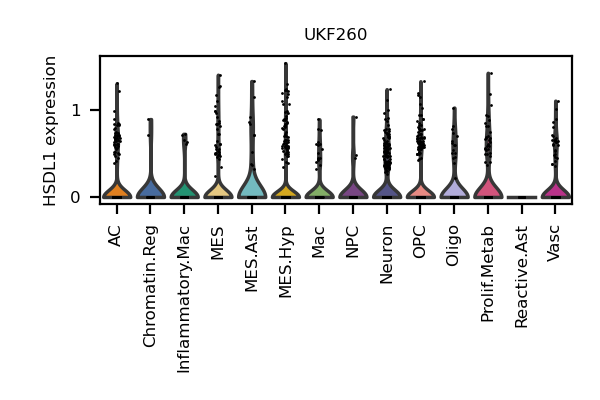 UKF260
HSDL1 expression
1
0
AC
Chromatin.Reg
Inflammatory.Mac
MES
MES.Ast
MES.Hyp
Mac
NPC
Neuron
OPC
Oligo
Prolif.Metab
Reactive.Ast
Vasc